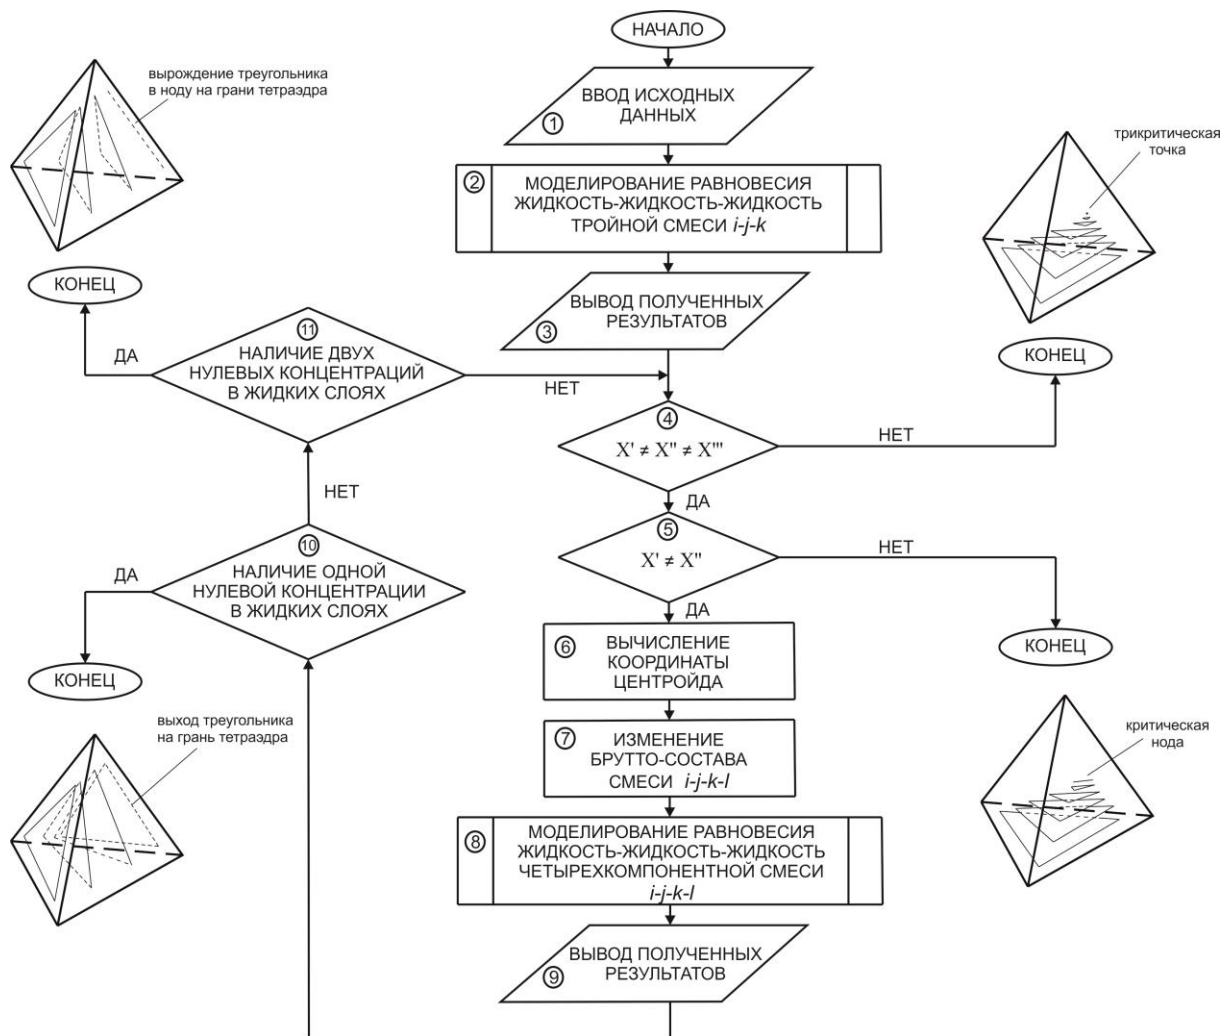 НАЧАЛО
ВВОД ИСХОДНЫХ
ДАННЫХ
1
2
МОДЕЛИРОВАНИЕ РАВНОВЕСИЯ
ЖИДКОСТЬ-ЖИДКОСТЬ-ЖИДКОСТЬ
ТРОЙНОЙ СМЕСИ i-j-k
ВЫВОД ПОЛУЧЕННЫХ
РЕЗУЛЬТАТОВ
3
4
X' ≠ X'' ≠ X'''
НЕТ
КОНЕЦ
трикритическая
точка
ДА
5
X' ≠ X''
НЕТ
КОНЕЦ
критическая
нода
ДА
6
ВЫЧИСЛЕНИЕ
КООРДИНАТЫ
ЦЕНТРОЙДА
7
ИЗМЕНЕНИЕ
БРУТТО-СОСТАВА
СМЕСИ i-j-k-l
8
МОДЕЛИРОВАНИЕ РАВНОВЕСИЯ
ЖИДКОСТЬ-ЖИДКОСТЬ-ЖИДКОСТЬ
ЧЕТЫРЕХКОМПОНЕНТНОЙ СМЕСИ
i-j-k-l
ВЫВОД ПОЛУЧЕННЫХ
РЕЗУЛЬТАТОВ
9
10
НАЛИЧИЕ ОДНОЙ
НУЛЕВОЙ КОНЦЕНТРАЦИИ
В ЖИДКИХ СЛОЯХ
ДА
КОНЕЦ
выход треугольника
на грань тетраэдра
НЕТ
11
НАЛИЧИЕ ДВУХ
НУЛЕВЫХ КОНЦЕНТРАЦИЙ
В ЖИДКИХ СЛОЯХ
НЕТ
ДА
КОНЕЦ
вырождение треугольника
в ноду на грани тетраэдра